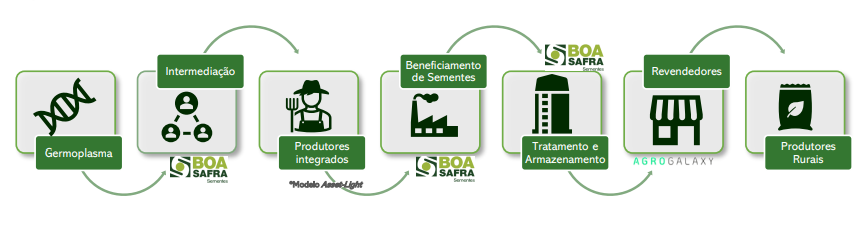 Germoplasma
Intermediação
BOA
SAFRA
Sementes
Produtores
integrados
*Modelo Asset-Light
Beneficiamento
de Sementes
BOA
SAFRA
Sementes
BOA
SAFRA
Sementes
Tratamento e
Armazenamento
Revendedores
AGROGALAXY
Produtores
Rurais